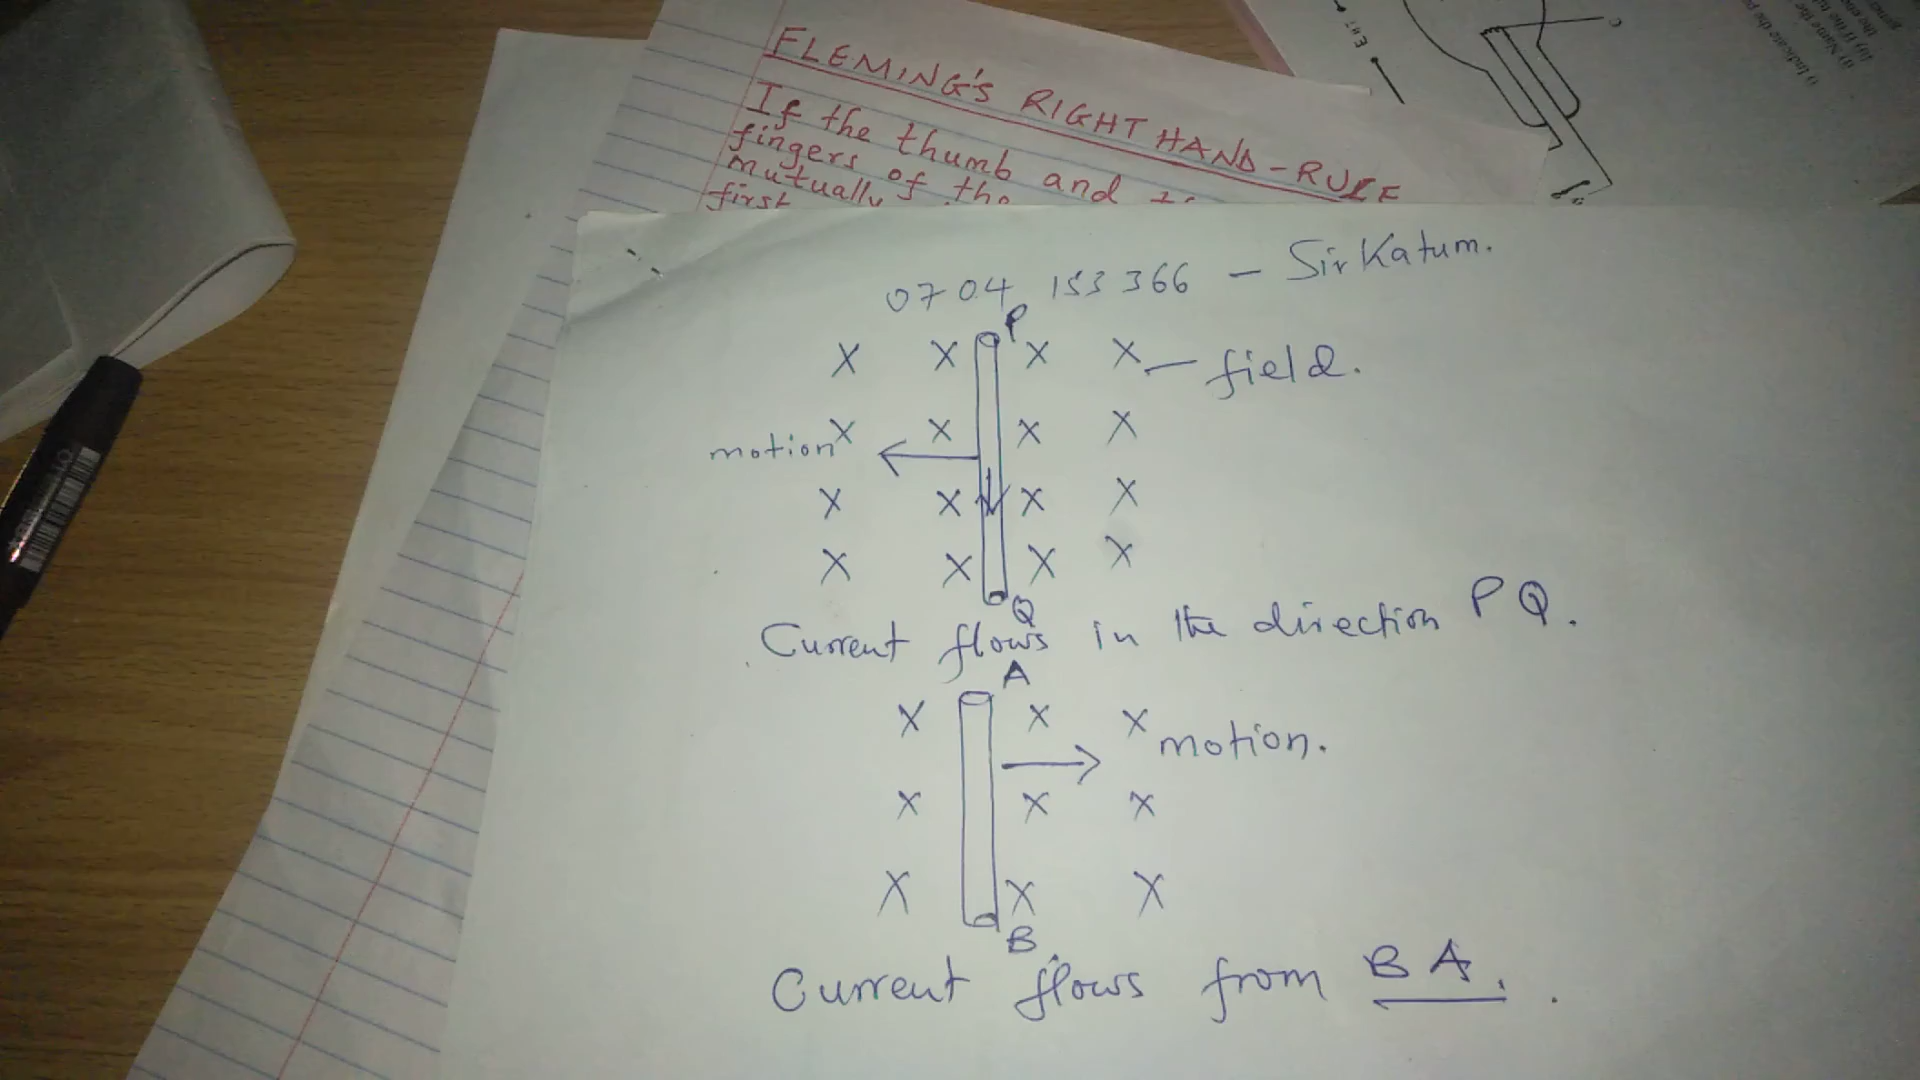 FLEMING'S RIGHT HAND-RULE
If the thumb and
fingers of the
mutually
first
0704 153 366 - Sir Katum.
P
X X X X - field.
motion X X X X
X X X X
X X X X
Q
Current flows in the direction PQ.
A
X X X motion.
X X X
X X X
B
Current flows from BA.